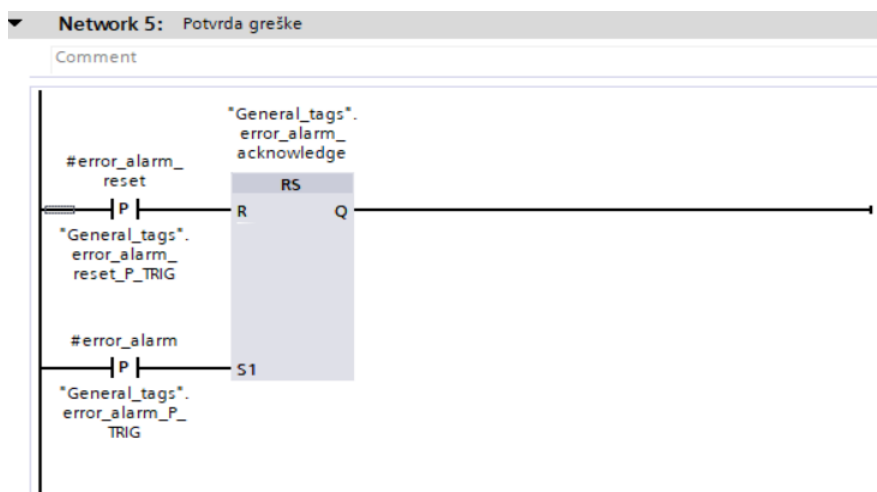 Network 5: Potvrda greške
Comment
"General_tags".
error_alarm_
acknowledge
#error_alarm_
reset
RS
P
R
Q
"General_tags".
error_alarm_
reset_P_TRIG
#error_alarm
P
S1
"General_tags".
error_alarm_P_
TRIG